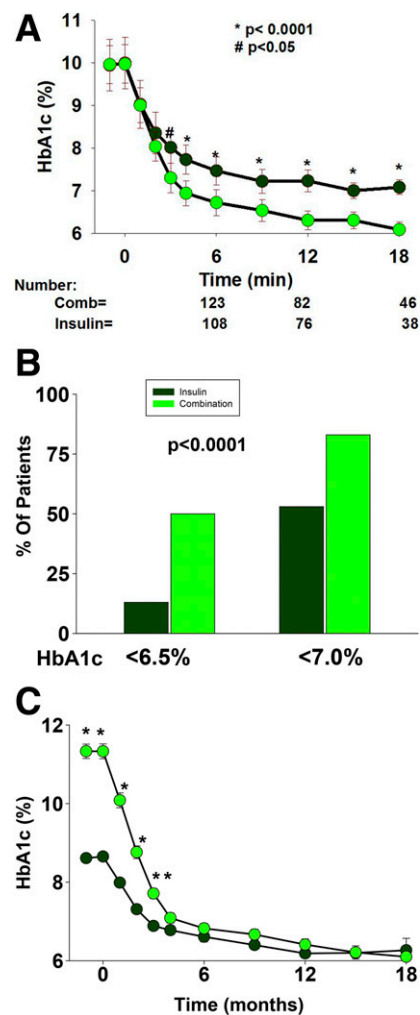 A
* p< 0.0001
# p<0.05
11
10
9
8
7
6
HbA1c (%)
# * * * * * *
0 6 12 18
Time (min)
Number:
Comb= 123 82 46
Insulin= 108 76 38
B
Insulin
Combination
p<0.0001
100
75
50
25
0
% Of Patients
HbA1c <6.5% <7.0%
C
12
10
8
6
HbA1c (%)
* *
*
*
* *
0 6 12 18
Time (months)